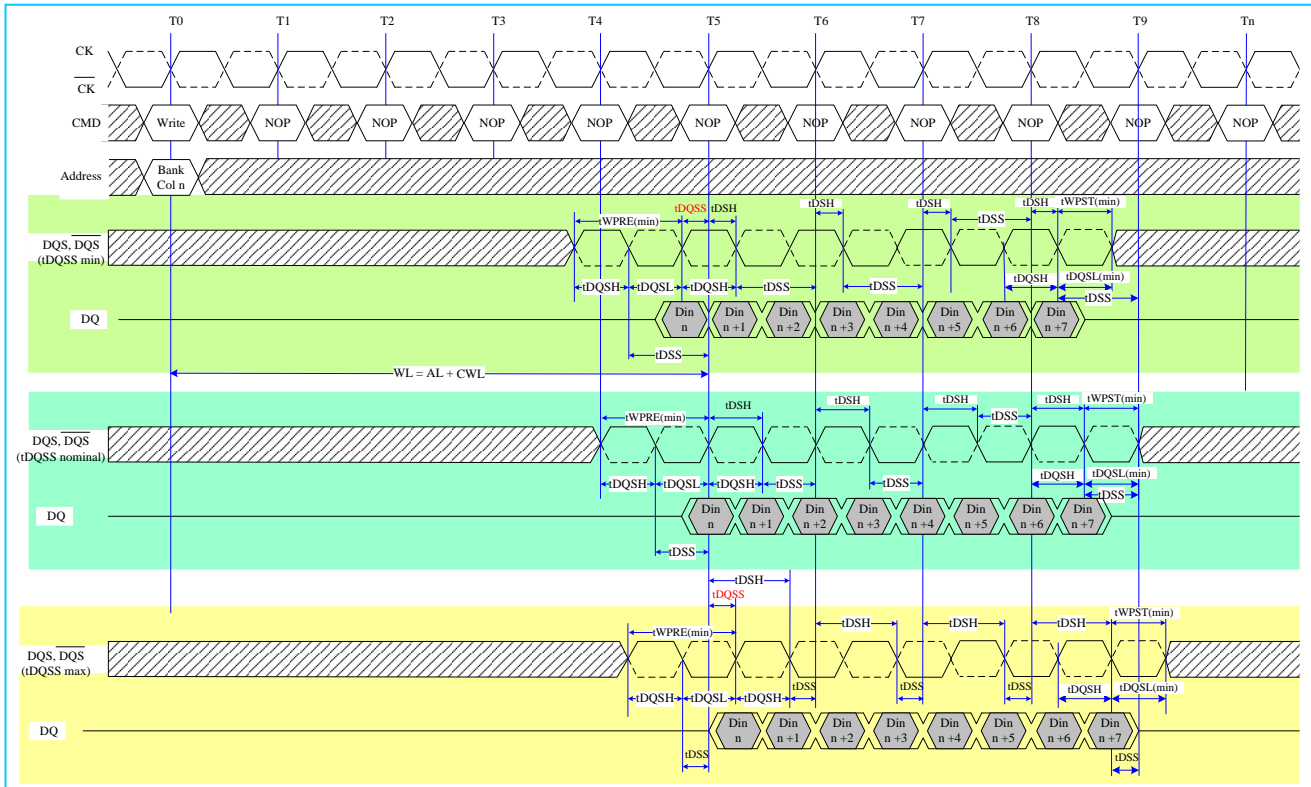 T0 T1 T2 T3 T4 T5 T6 T7 T8 T9 Tn
CK
CK
CMD Write NOP NOP NOP NOP NOP NOP NOP NOP NOP NOP
Address Bank
Col n
tDQSS tDSH tDSH tDSH tDSH tWPST(min)
tWPRE(min) tDSS
DQS, DQS
(tDQSS min)
tDQSH tDQSL tDQSH tDSS tDSS tDQSH tDQSL(min)
tDSS
DQ Din
n Din
n +1 Din
n +2 Din
n +3 Din
n +4 Din
n +5 Din
n +6 Din
n +7
tDSS
WL = AL + CWL
tWPRE(min) tDSH tDSH tDSH tDSH tWPST(min)
tDSS
DQS, DQS
(tDQSS nominal)
tDQSH tDQSL tDQSH tDSS tDSS tDQSH tDQSL(min)
tDSS
DQ Din
n Din
n +1 Din
n +2 Din
n +3 Din
n +4 Din
n +5 Din
n +6 Din
n +7
tDSS
tDSH
tDQSS
tWPRE(min) tDSH tDSH tDSH tWPST(min)
DQS, DQS
(tDQSS max)
tDQSH tDQSL tDQSH tDSS tDSS tDSS tDQSH tDQSL(min)
DQ Din
n Din
n +1 Din
n +2 Din
n +3 Din
n +4 Din
n +5 Din
n +6 Din
n +7
tDSS tDSS